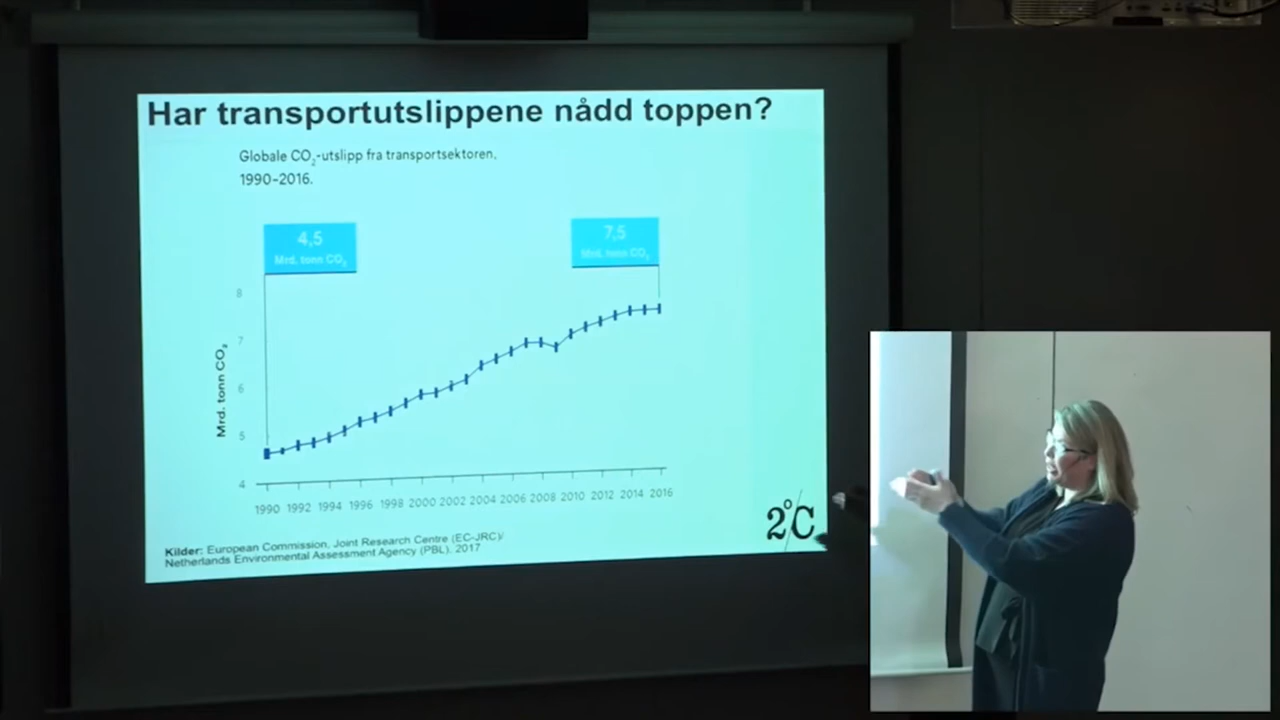 Har transportutslippene nådd toppen?
Globale CO₂-utslipp fra transportsektoren.
1990–2016.
4,5
Mrd. tonn CO₂
7,5
Mrd. tonn CO₂
8
7
6
5
4
Mrd. tonn CO₂
1990 1992 1994 1996 1998 2000 2002 2004 2006 2008 2010 2012 2014 2016
Kilder: European Commission, Joint Research Centre (EC-JRC)/
Netherlands Environmental Assessment Agency (PBL), 2017
2°C